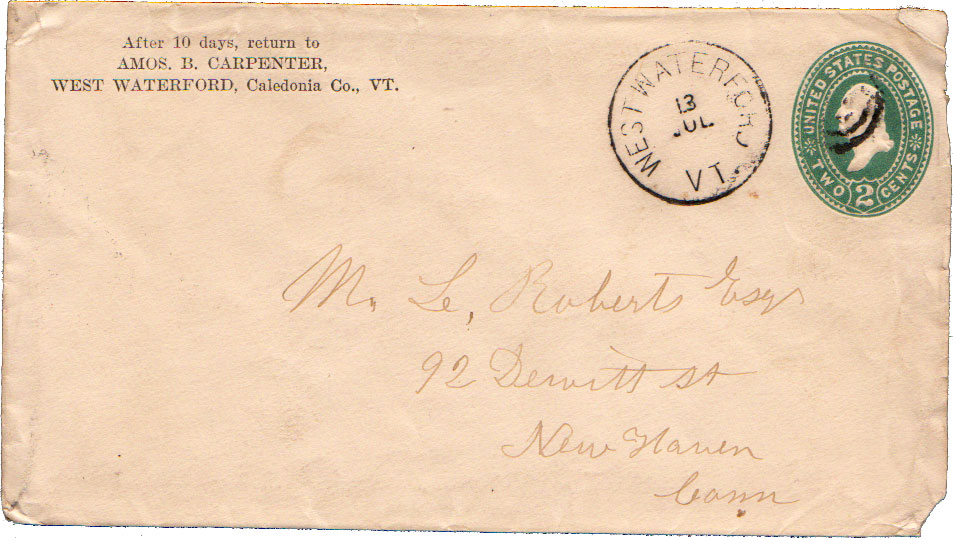 After 10 days, return to
AMOS. B. CARPENTER,
WEST WATERFORD, Caledonia Co., VT.
WEST WATERFORD
13
JUL
VT.
UNITED STATES POSTAGE
TWO 2 CENTS
Mr Le, Roberts Esqr
92 Dewitt st
New Haven
Conn